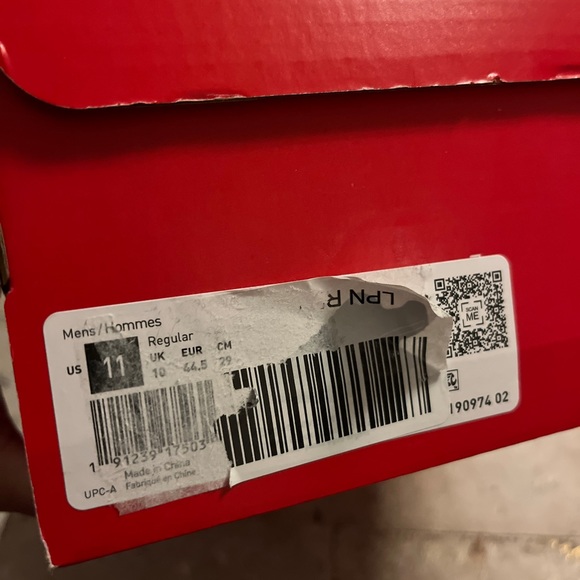 Mens/Hommes
Regular
US 11 UK EUR CM
10 44.5 29
LPN R
SCAN ME
190974 02
1 91239 17503
Made in China
Fabriqué en Chine
UPC-A